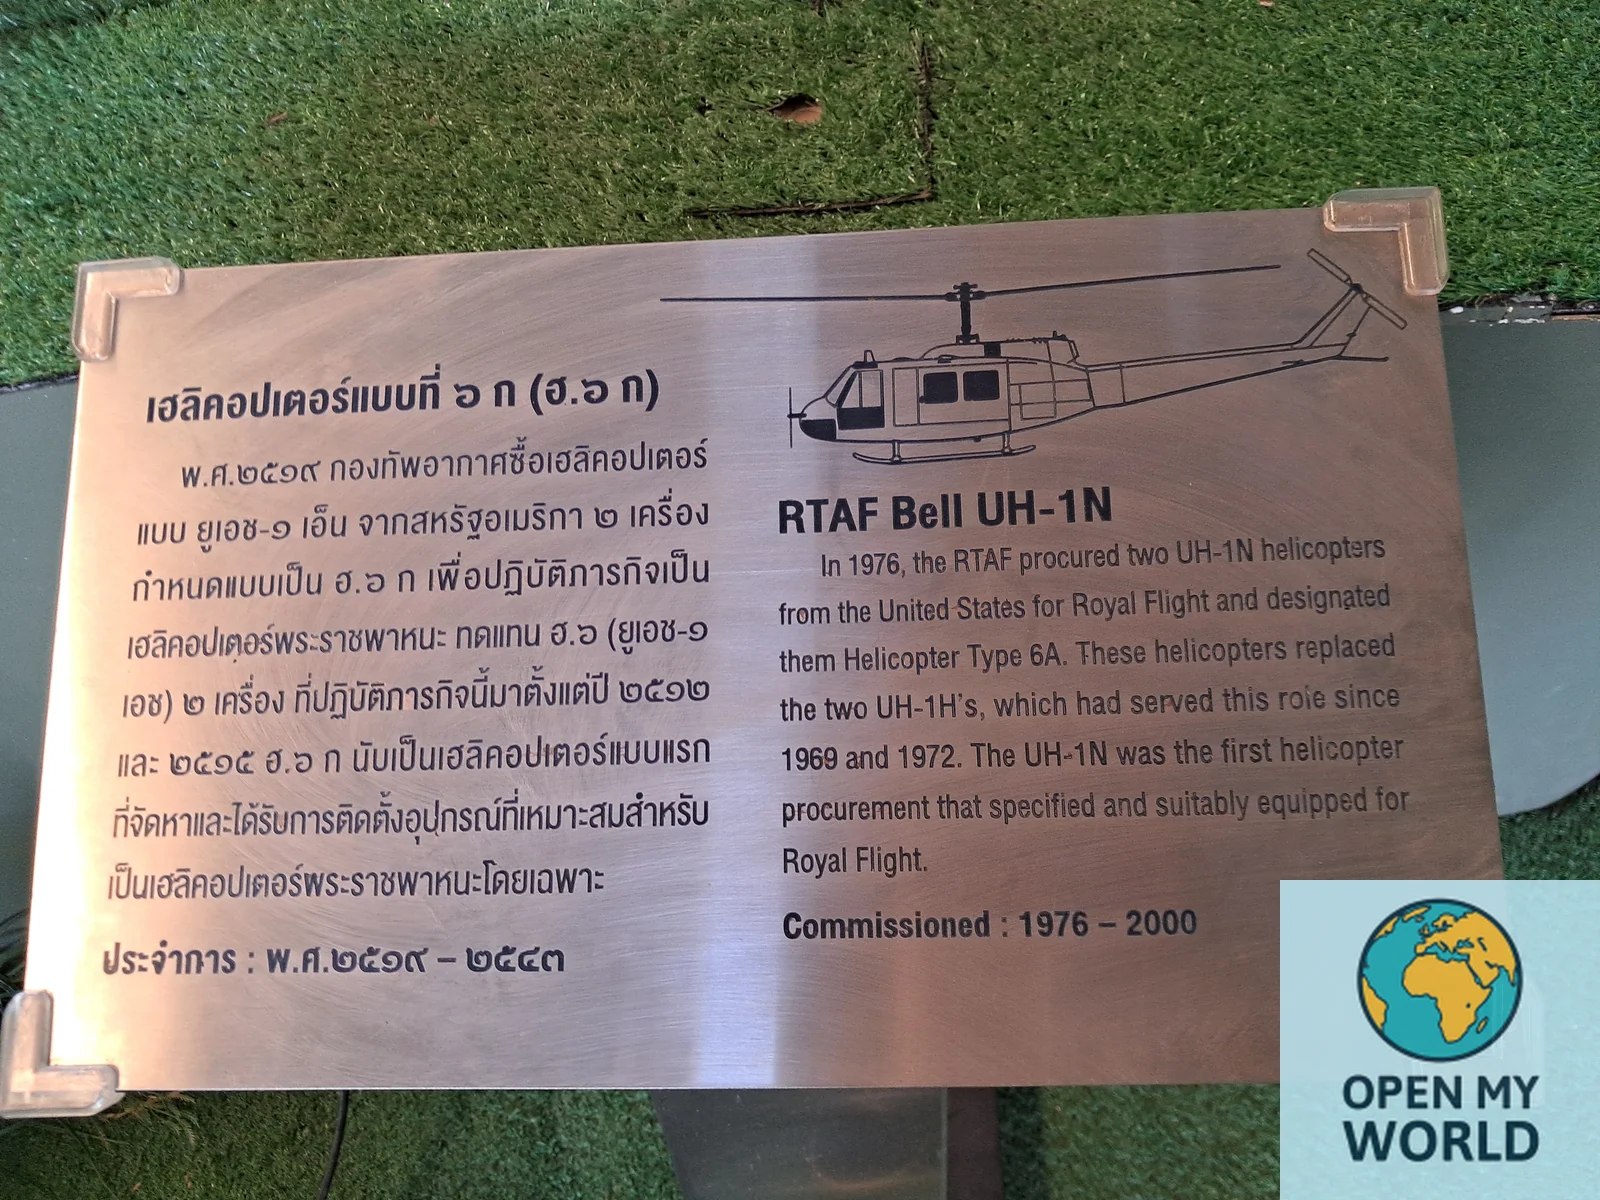 เฮลิคอปเตอร์แบบที่ ๖ ก (ฮ.๖ ก)
พ.ศ.๒๕๑๙ กองทัพอากาศซื้อเฮลิคอปเตอร์
แบบ ยูเอช-๑ เอ็น จากสหรัฐอเมริกา ๒ เครื่อง
กำหนดแบบเป็น ฮ.๖ ก เพื่อปฏิบัติภารกิจเป็น
เฮลิคอปเตอร์พระราชพาหนะ ทดแทน ฮ.๖ (ยูเอช-๑
เอช) ๒ เครื่อง ที่ปฏิบัติภารกิจนี้มาตั้งแต่ปี ๒๕๑๒
และ ๒๕๑๕ ฮ.๖ ก นับเป็นเฮลิคอปเตอร์แบบแรก
ที่จัดหาและได้รับการติดตั้งอุปกรณ์ที่เหมาะสมสำหรับ
เป็นเฮลิคอปเตอร์พระราชพาหนะโดยเฉพาะ
ประจำการ : พ.ศ.๒๕๑๙ – ๒๕๔๓
RTAF Bell UH-1N
In 1976, the RTAF procured two UH-1N helicopters
from the United States for Royal Flight and designated
them Helicopter Type 6A. These helicopters replaced
the two UH-1H's, which had served this role since
1969 and 1972. The UH-1N was the first helicopter
procurement that specified and suitably equipped for
Royal Flight.
Commissioned : 1976 – 2000
OPEN MY
WORLD